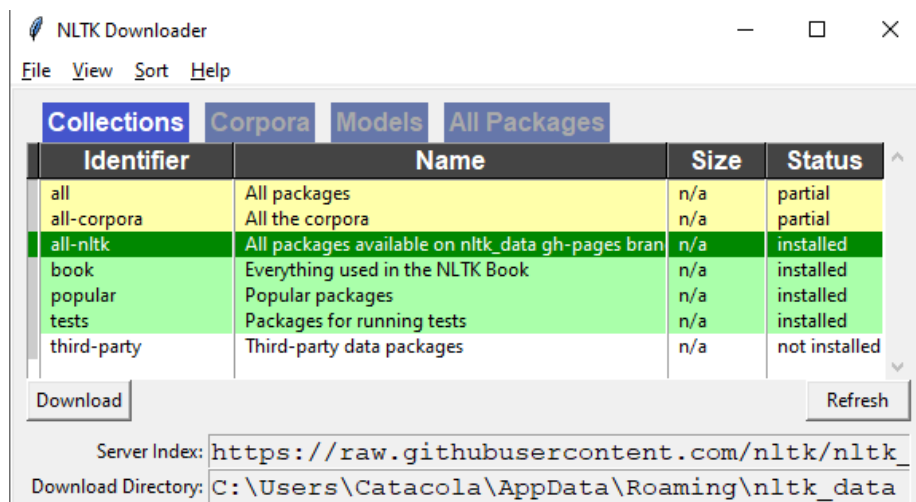 NLTK Downloader
File View Sort Help
Collections Corpora Models All Packages
Identifier Name Size Status
all All packages n/a partial
all-corpora All the corpora n/a partial
all-nltk All packages available on nltk_data gh-pages bran n/a installed
book Everything used in the NLTK Book n/a installed
popular Popular packages n/a installed
tests Packages for running tests n/a installed
third-party Third-party data packages n/a not installed
Download Refresh
Server Index: https://raw.githubusercontent.com/nltk/nltk_
Download Directory: C:\Users\Catacola\AppData\Roaming\nltk_data